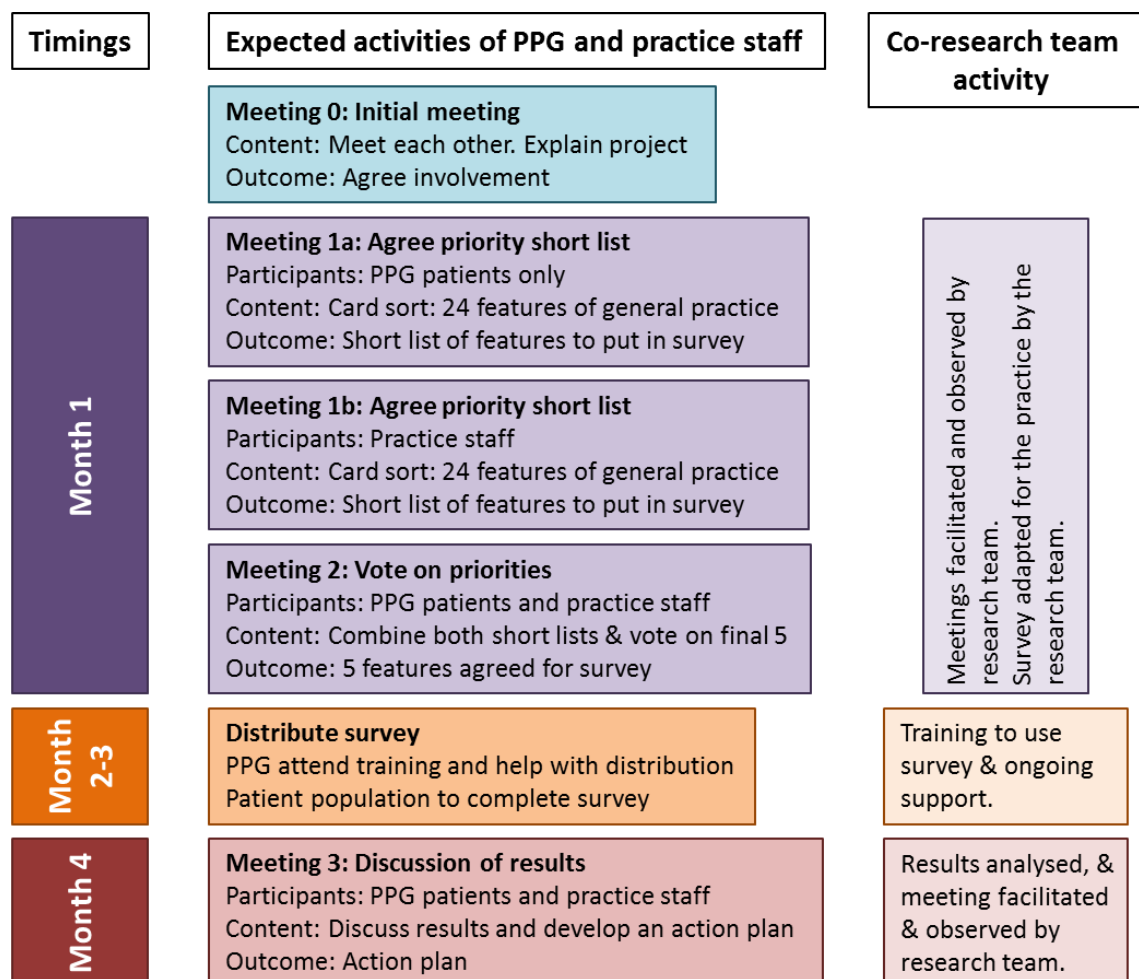 Timings
Expected activities of PPG and practice staff
Co-research team
activity
Meeting 0: Initial meeting
Content: Meet each other. Explain project
Outcome: Agree involvement
Month 1
Meeting 1a: Agree priority short list
Participants: PPG patients only
Content: Card sort: 24 features of general practice
Outcome: Short list of features to put in survey
Meeting 1b: Agree priority short list
Participants: Practice staff
Content: Card sort: 24 features of general practice
Outcome: Short list of features to put in survey
Meeting 2: Vote on priorities
Participants: PPG patients and practice staff
Content: Combine both short lists & vote on final 5
Outcome: 5 features agreed for survey
Meetings facilitated and observed by
research team.
Survey adapted for the practice by the
research team.
Month
2-3
Distribute survey
PPG attend training and help with distribution
Patient population to complete survey
Training to use
survey & ongoing
support.
Month 4
Meeting 3: Discussion of results
Participants: PPG patients and practice staff
Content: Discuss results and develop an action plan
Outcome: Action plan
Results analysed, &
meeting facilitated
& observed by
research team.